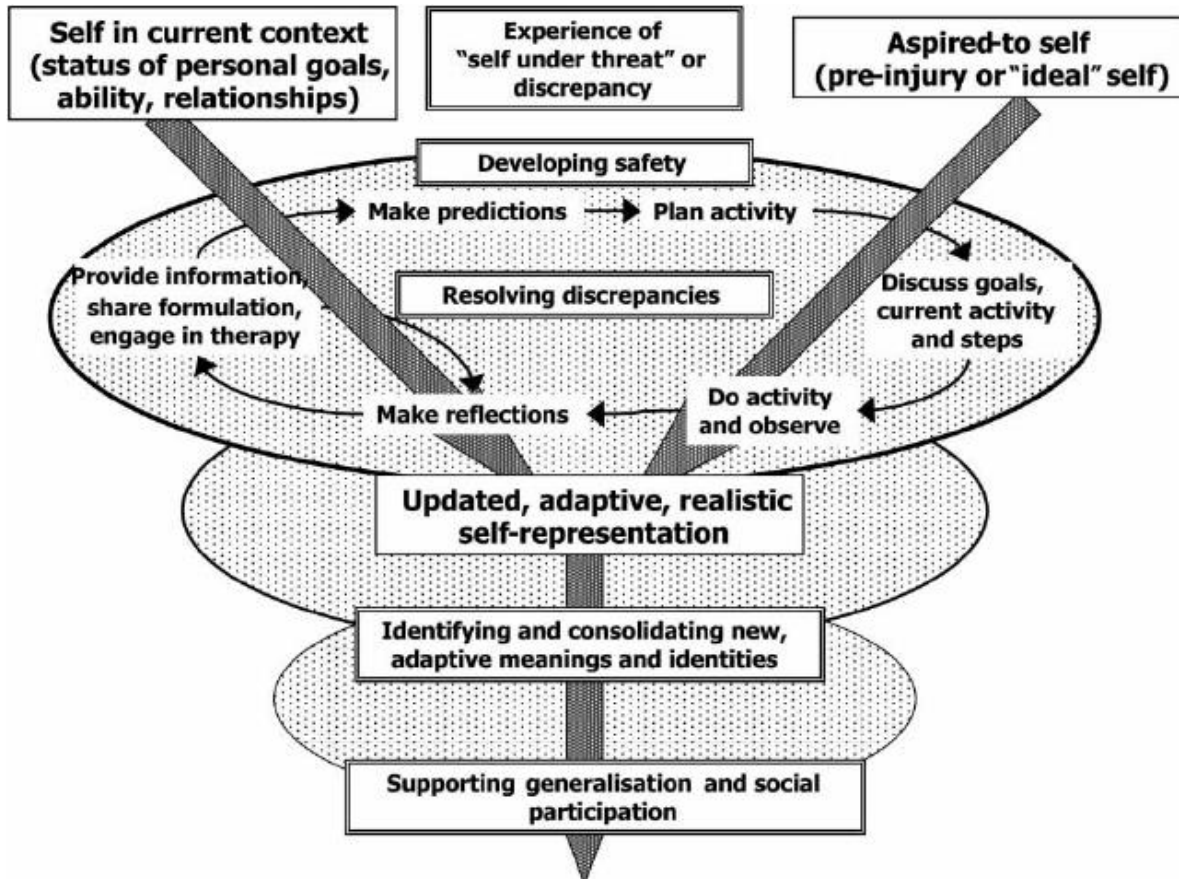 Self in current context
(status of personal goals,
ability, relationships)
Experience of
“self under threat” or
discrepancy
Aspired-to self
(pre-injury or “ideal” self)
Developing safety
Make predictions
Plan activity
Provide information,
share formulation,
engage in therapy
Resolving discrepancies
Discuss goals,
current activity
and steps
Make reflections
Do activity
and observe
Updated, adaptive, realistic
self-representation
Identifying and consolidating new,
adaptive meanings and identities
Supporting generalisation and social
participation